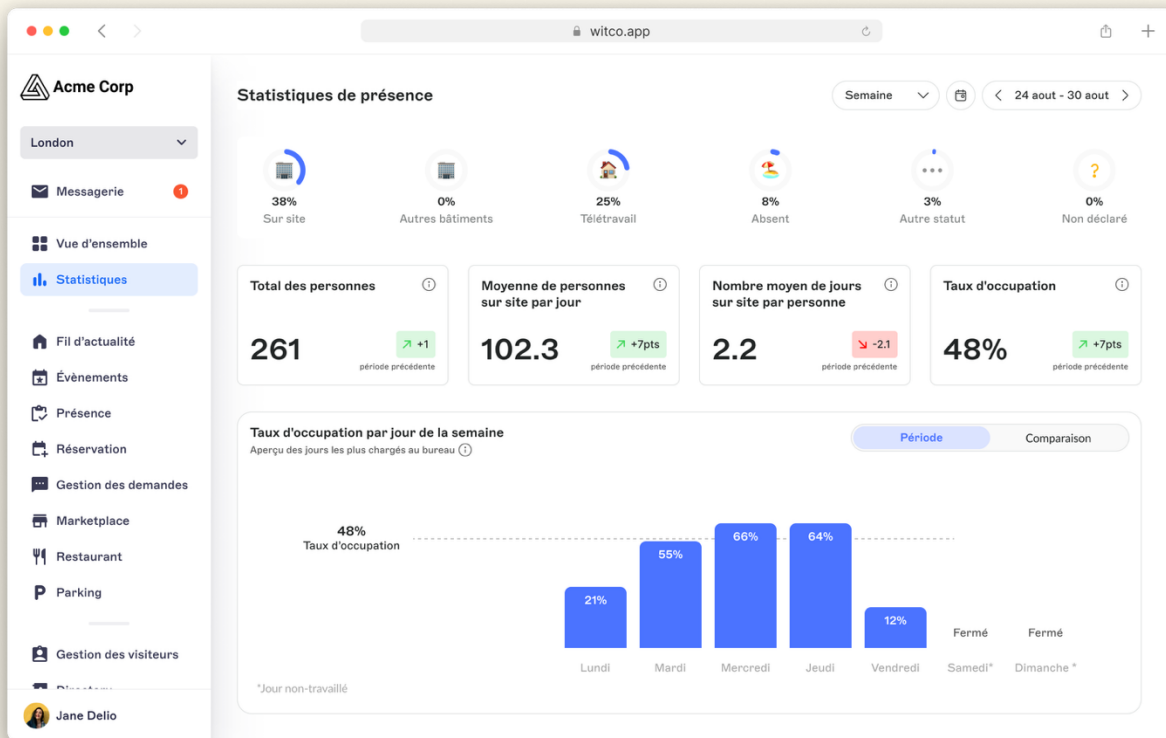 witco.app
Acme Corp
London
Messagerie 1
Vue d'ensemble
Statistiques
Fil d'actualité
Évènements
Présence
Réservation
Gestion des demandes
Marketplace
Restaurant
Parking
Gestion des visiteurs
Directory
Jane Delio
Statistiques de présence
Semaine
24 aout - 30 aout
38%
Sur site
0%
Autres bâtiments
25%
Télétravail
8%
Absent
3%
Autre statut
?
0%
Non déclaré
Total des personnes
261
+1
période précédente
Moyenne de personnes
sur site par jour
102.3
+7pts
période précédente
Nombre moyen de jours
sur site par personne
2.2
-2.1
période précédente
Taux d'occupation
48%
+7pts
période précédente
Taux d'occupation par jour de la semaine
Aperçu des jours les plus chargés au bureau
Période
Comparaison
48%
Taux d'occupation
21%
55%
66%
64%
12%
Fermé
Fermé
Lundi
Mardi
Mercredi
Jeudi
Vendredi
Samedi*
Dimanche *
*Jour non-travaillé